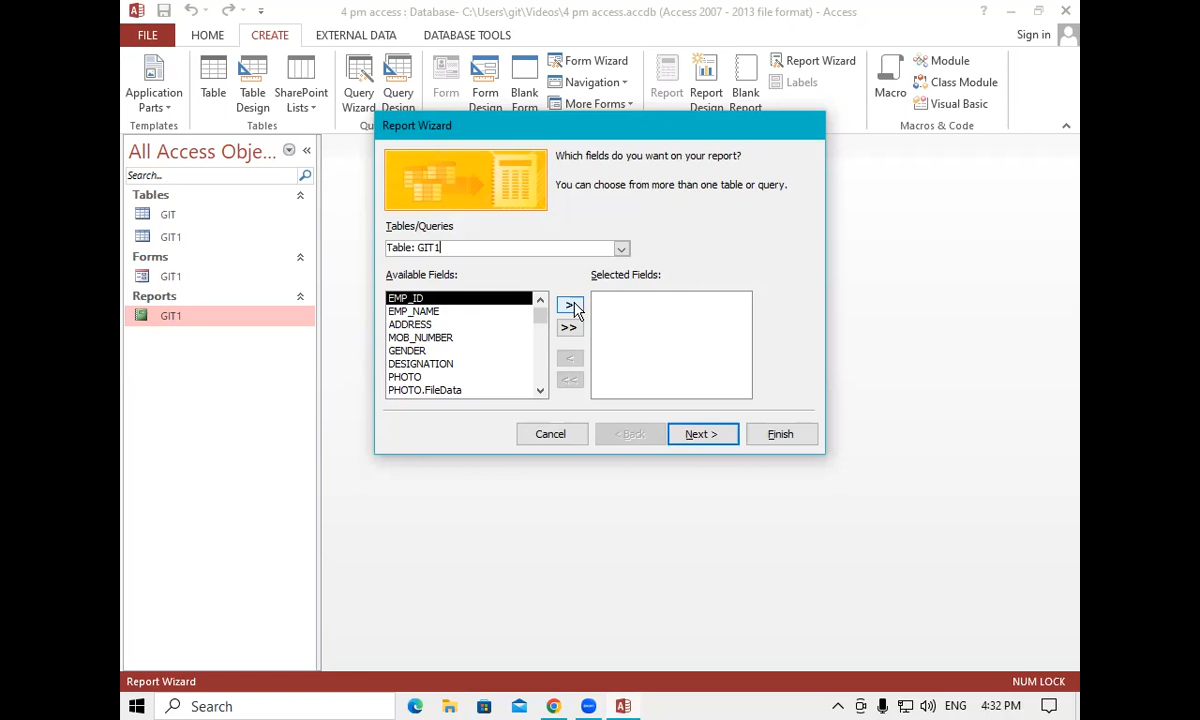 4 pm access : Database- C:\Users\git\Videos\4 pm access.accdb (Access 2007 - 2013 file format) - Access
?
FILE HOME CREATE EXTERNAL DATA DATABASE TOOLS Sign in
Application Parts
Table
Table Design
SharePoint Lists
Query Wizard
Query Design
Form
Form Design
Blank Form
Form Wizard
Navigation
More Forms
Report
Report Design
Blank Report
Report Wizard
Labels
Macro
Module
Class Module
Visual Basic
Templates
Tables
Macros & Code
All Access Obje...
Search...
Tables
GIT
GIT1
Forms
GIT1
Reports
GIT1
Report Wizard
Which fields do you want on your report?
You can choose from more than one table or query.
Tables/Queries
Table: GIT1
Available Fields: Selected Fields:
EMP_ID
EMP_NAME
ADDRESS
MOB_NUMBER
GENDER
DESIGNATION
PHOTO
PHOTO.FileData
>
>>
<
<<
Cancel < Back Next > Finish
Report Wizard NUM LOCK
Search
ENG 4:32 PM